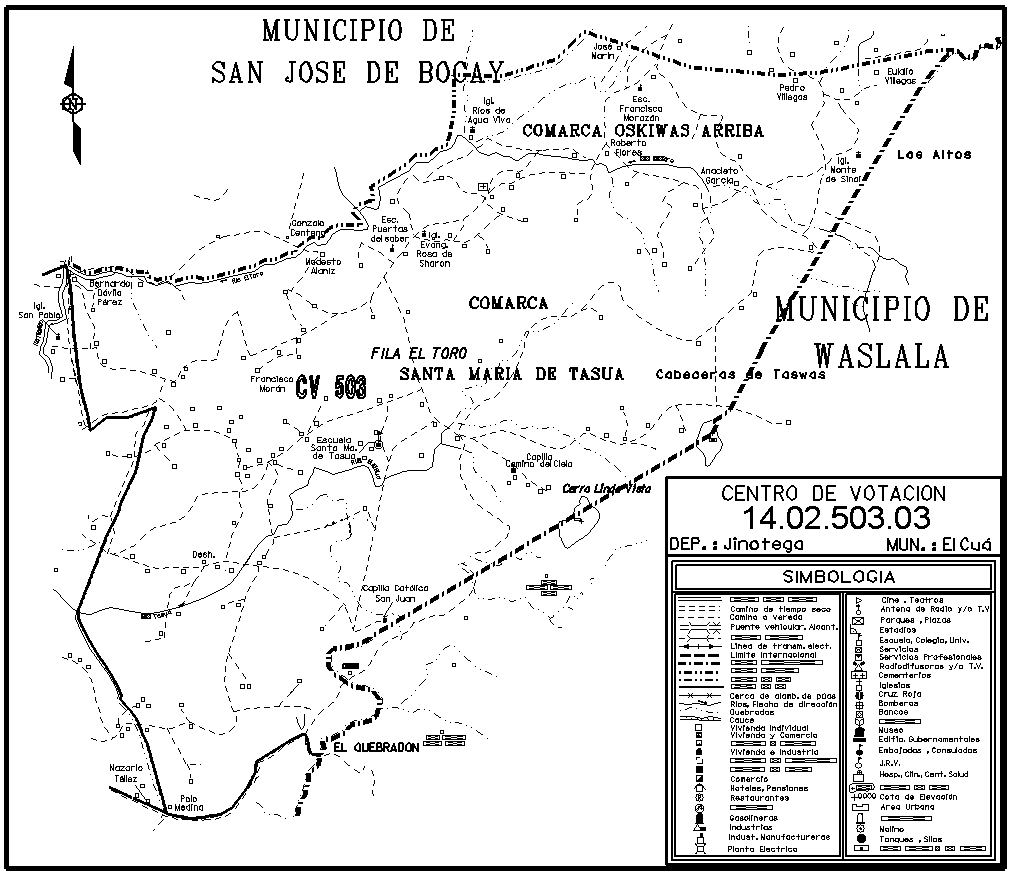 MUNICIPIO DE
SAN JOSE DE BOCAY
José
Marín
Eulalio
Villegas
Pedro
Villegas
Igl.
Ríos de
Agua Viva
Esc.
Francisco
Morazán
COMARCA OSKIWAS ARRIBA
Roberto
Flores
Los Altos
Igl.
Monte
de Sinaí
Anacleto
García
Gonzalo
Centeno
Esc.
Puertas
del saber
Igl.
Evang.
Rosa de
Sharon
Modesto
Alaniz
Río El Toro
Bernardo
Dávila
Pérez
Igl.
San Pablo
COMARCA
MUNICIPIO DE
WASLALA
FILA EL TORO
SANTA MARIA DE TASUA
Cabeceras de Taswas
Francisco
Morán
CV 503
Escuela
Santa Ma.
de Tasua
Capilla
Camino del Cielo
Cerro Linda Vista
Desh.
Capilla Católica
San Juan
EL QUEBRADON
Nazario
Téllez
Polo
Medina
CENTRO DE VOTACION
14.02.503.03
DEP.: Jinotega
MUN.: El Cuá
SIMBOLOGIA
Camino de tiempo seco
Camino o vereda
Puente vehicular, Alcant.
Línea de transm. elect.
Límite Internacional
Cerca de alamb. de púas
Ríos, Flecha de dirección
Quebradas
Cauce
Vivienda Individual
Vivienda y Comercio
Vivienda e Industria
Comercio
Hoteles, Pensiones
Restaurantes
Gasolineras
Industrias
Indust. Manufactureras
Planta Electrica
Cine, Teatros
Antena de Radio y/o T.V
Parques, Plazas
Estadios
Escuela, Colegio, Univ.
Servicios
Servicios Profesionales
Radiodifusoras y/o T.V.
Cementerios
Iglesias
Cruz Roja
Bomberos
Bancos
Museo
Edific. Gubernamentales
Embajadas, Consulados
J.R.V.
Hosp., Clin., Cent. Salud
Cota de Elevación
Area Urbana
Molino
Tanques, Silos